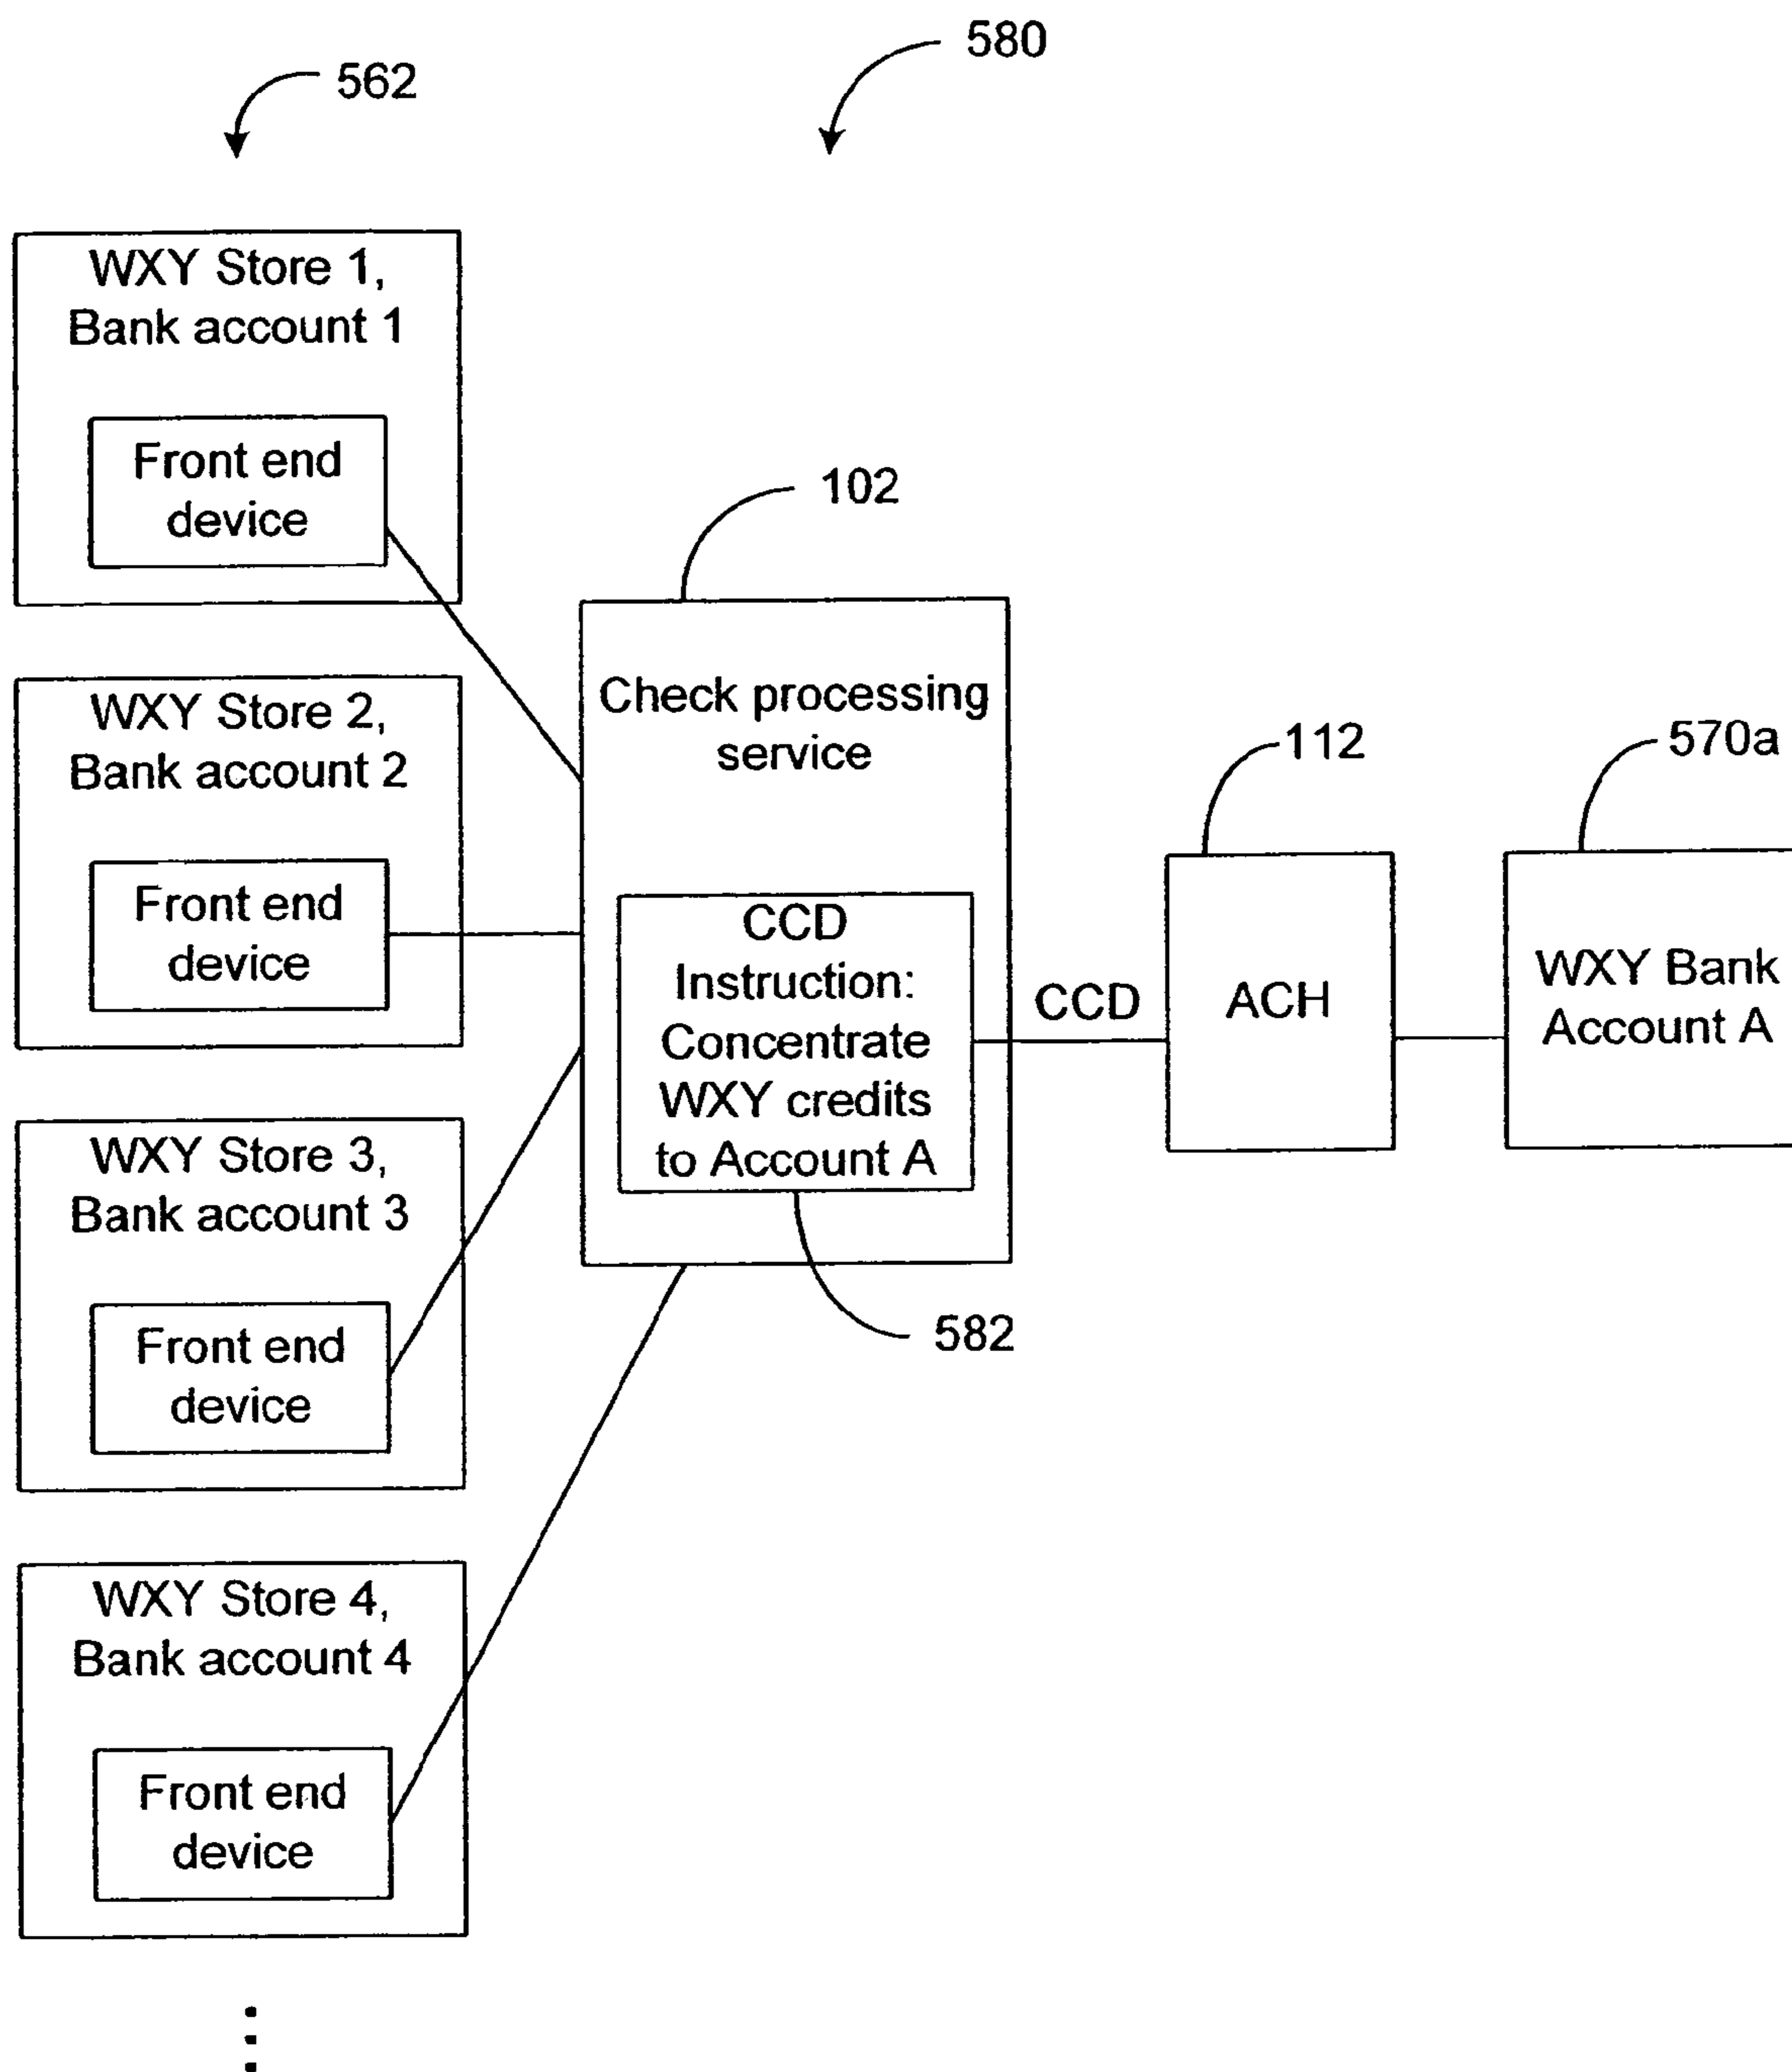 580
562
WXY Store 1,
Bank account 1
Front end
device
WXY Store 2,
Bank account 2
Front end
device
WXY Store 3,
Bank account 3
Front end
device
WXY Store 4,
Bank account 4
Front end
device
102
Check processing
service
CCD
Instruction:
Concentrate
WXY credits
to Account A
582
CCD
112
ACH
570a
WXY Bank
Account A